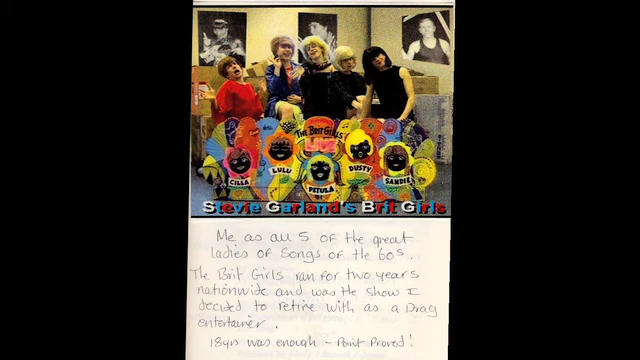 THE BRIT GIRLS
LIVE
CILLA
LULU
PETULA
DUSTY
SANDIE
Stevie Garland's Brit Girls
Me as all 5 of the great
ladies of Songs of the 60s.
The Brit Girls ran for two years
nationwide and was the show I
decided to retire with as a Drag
entertainer.
18yrs was enough - Point Proved!